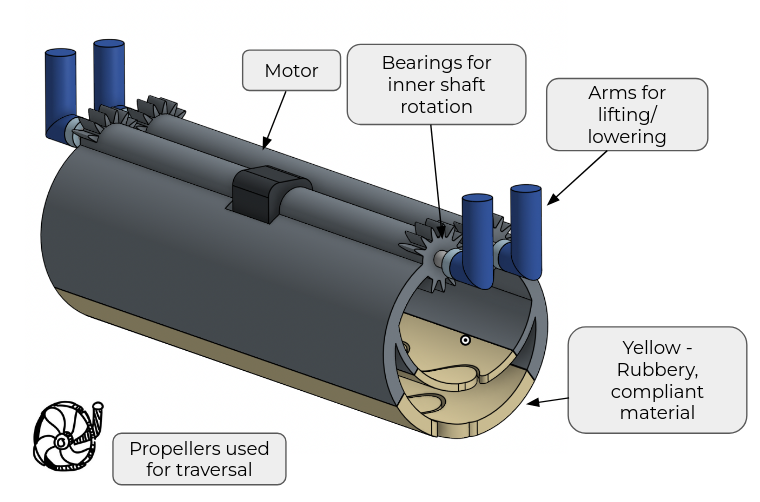 Motor
Bearings for
inner shaft
rotation
Arms for
lifting/
lowering
Yellow -
Rubbery,
compliant
material
Propellers used
for traversal